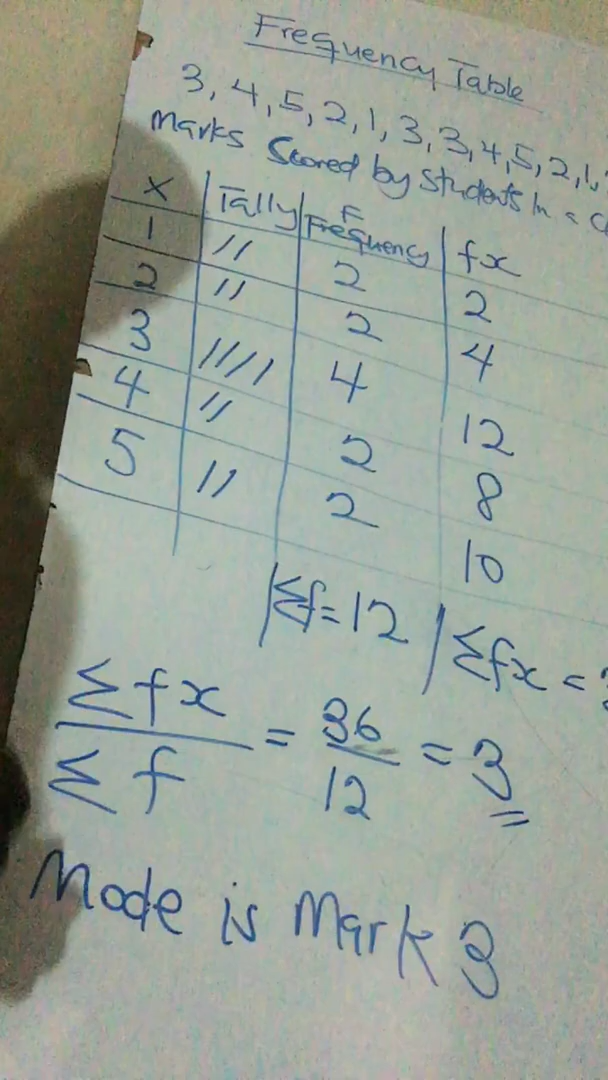 Frequency Table
3, 4, 5, 2, 1, 3, 3, 4, 5, 2, 1,
Marks Scored by Students in a
X | Tally | F Frequency | fx
1 // 2 2
2 // 2 4
3 //// 4 12
4 // 2 8
5 // 2 10
Σf = 12 | Σfx =
Σfx / Σf = 36 / 12 = 3
Mode is Mark 3